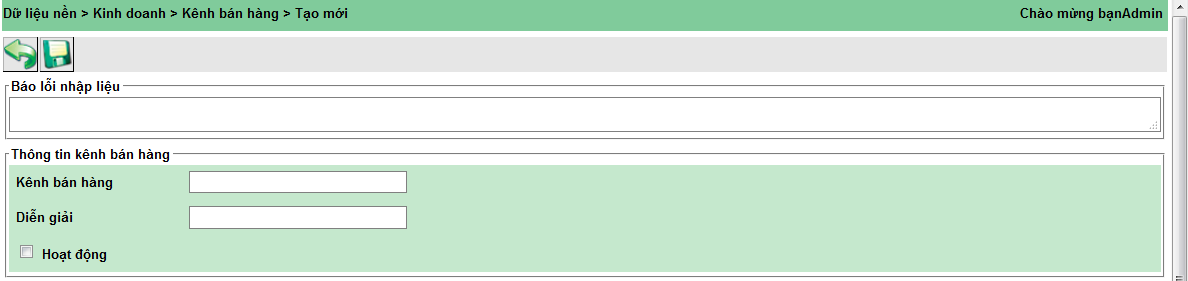 Dữ liệu nền > Kinh doanh > Kênh bán hàng > Tạo mới
Chào mừng bạnAdmin
Báo lỗi nhập liệu
Thông tin kênh bán hàng
Kênh bán hàng
Diễn giải
Hoạt động